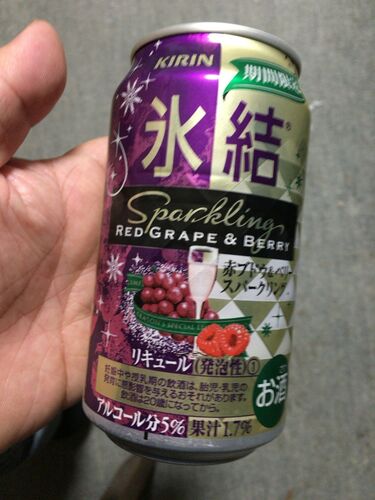 KIRIN
期間限定
氷結®
Sparkling
RED GRAPE & BERRY
赤ブドウ&ベリー
スパークリング
リキュール(発泡性)①
妊娠中や授乳期の飲酒は、胎児・乳児の
発育に悪影響を与えるおそれがあります。
飲酒は20歳になってから。
お酒
アルコール分5% 果汁1.7%